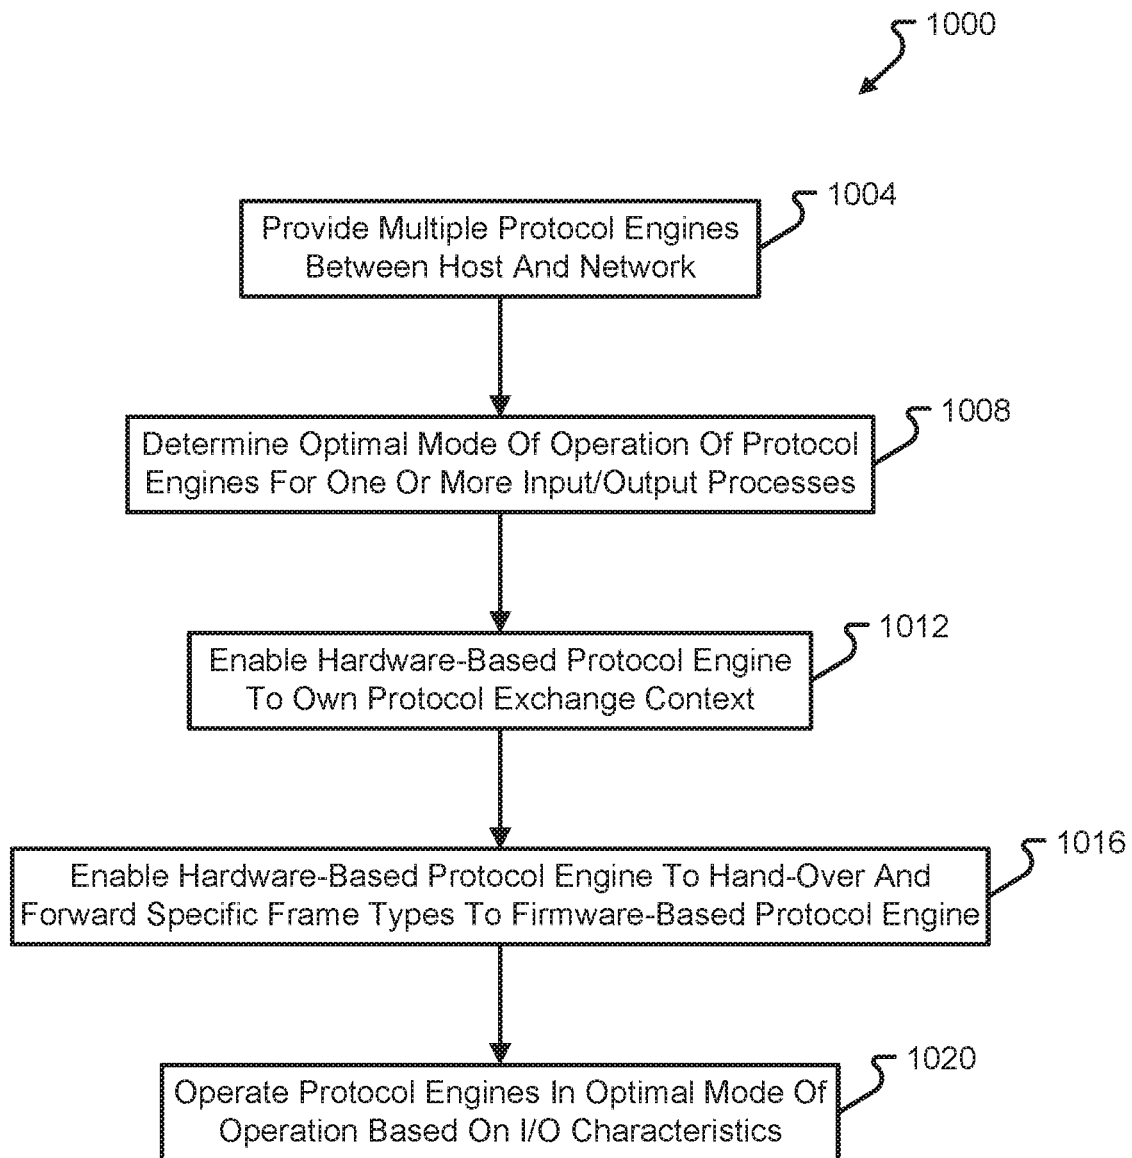 1000
1004
Provide Multiple Protocol Engines
Between Host And Network
1008
Determine Optimal Mode Of Operation Of Protocol
Engines For One Or More Input/Output Processes
1012
Enable Hardware-Based Protocol Engine
To Own Protocol Exchange Context
1016
Enable Hardware-Based Protocol Engine To Hand-Over And
Forward Specific Frame Types To Firmware-Based Protocol Engine
1020
Operate Protocol Engines In Optimal Mode Of
Operation Based On I/O Characteristics